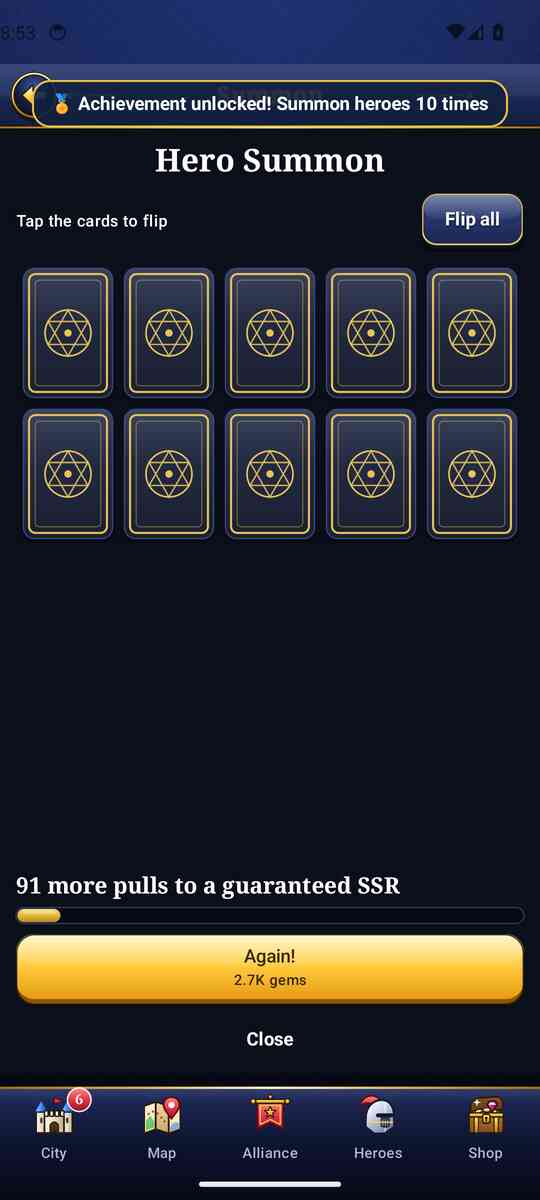 8:53
🏅 Achievement unlocked! Summon heroes 10 times
Hero Summon
Tap the cards to flip
Flip all
91 more pulls to a guaranteed SSR
Again!
2.7K gems
Close
6
City
Map
Alliance
Heroes
Shop